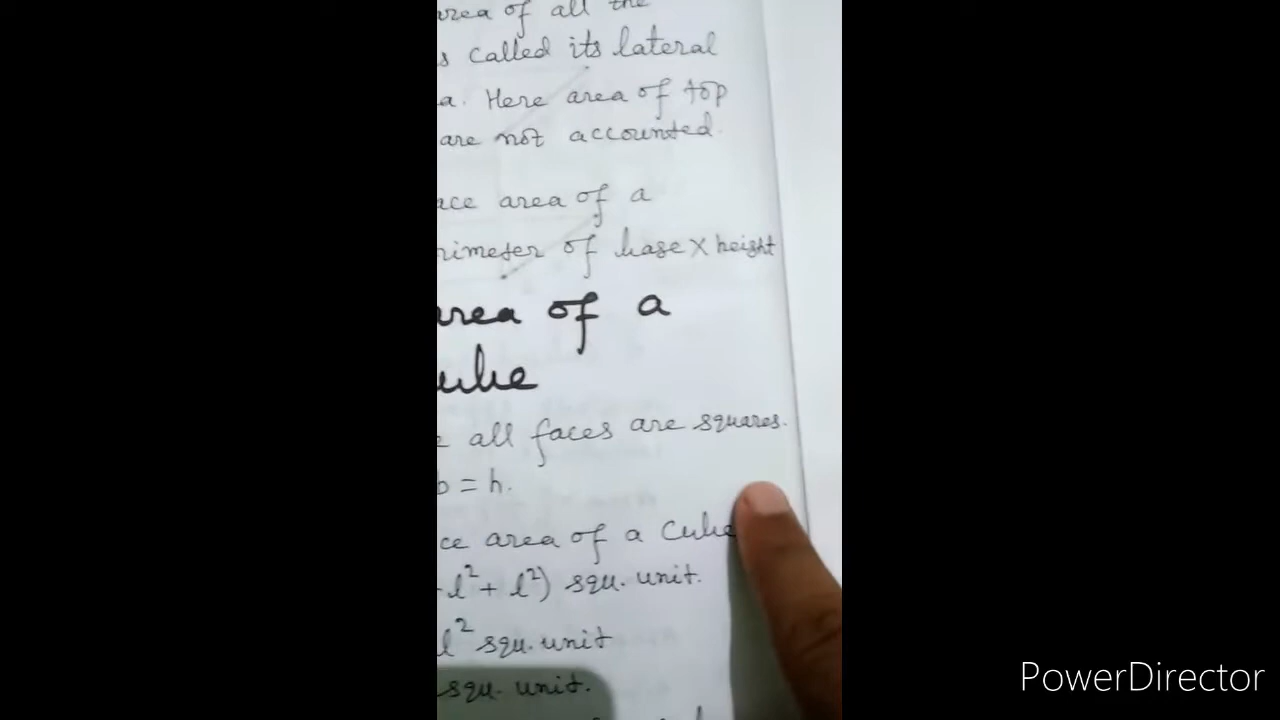 area of all the
s called its lateral
a. Here area of top
are not accounted.
ace area of a
rimeter of base × height
area of a
ube
e all faces are squares.
b = h.
ce area of a Cube
+ l² + l²) squ. unit.
l² squ. unit
squ. unit.
PowerDirector